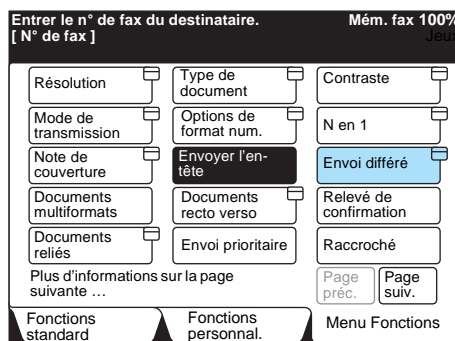 Entrer le n° de fax du destinataire. Mém. fax 100%
[ N° de fax ] Jeu
Résolution
Type de
document
Contraste
Mode de
transmission
Options de
format num.
N en 1
Note de
couverture
Envoyer l'en-
tête
Envoi différé
Documents
multiformats
Documents
recto verso
Relevé de
confirmation
Documents
reliés
Envoi prioritaire
Raccroché
Plus d'informations sur la page
suivante …
Page
préc.
Page
suiv.
Fonctions
standard
Fonctions
personnal.
Menu Fonctions